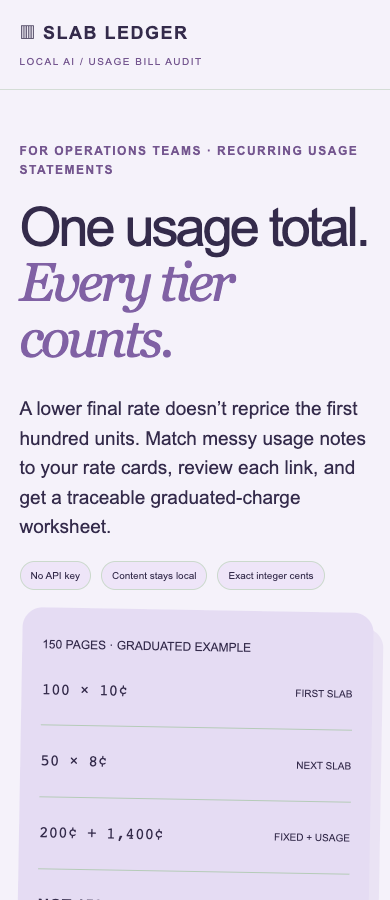 SLAB LEDGER
LOCAL AI / USAGE BILL AUDIT
FOR OPERATIONS TEAMS · RECURRING USAGE
STATEMENTS
One usage total.
Every tier
counts.
A lower final rate doesn’t reprice the first
hundred units. Match messy usage notes
to your rate cards, review each link, and
get a traceable graduated-charge
worksheet.
No API key Content stays local Exact integer cents
150 PAGES · GRADUATED EXAMPLE
100 × 10¢ FIRST SLAB
50 × 8¢ NEXT SLAB
200¢ + 1,400¢ FIXED + USAGE